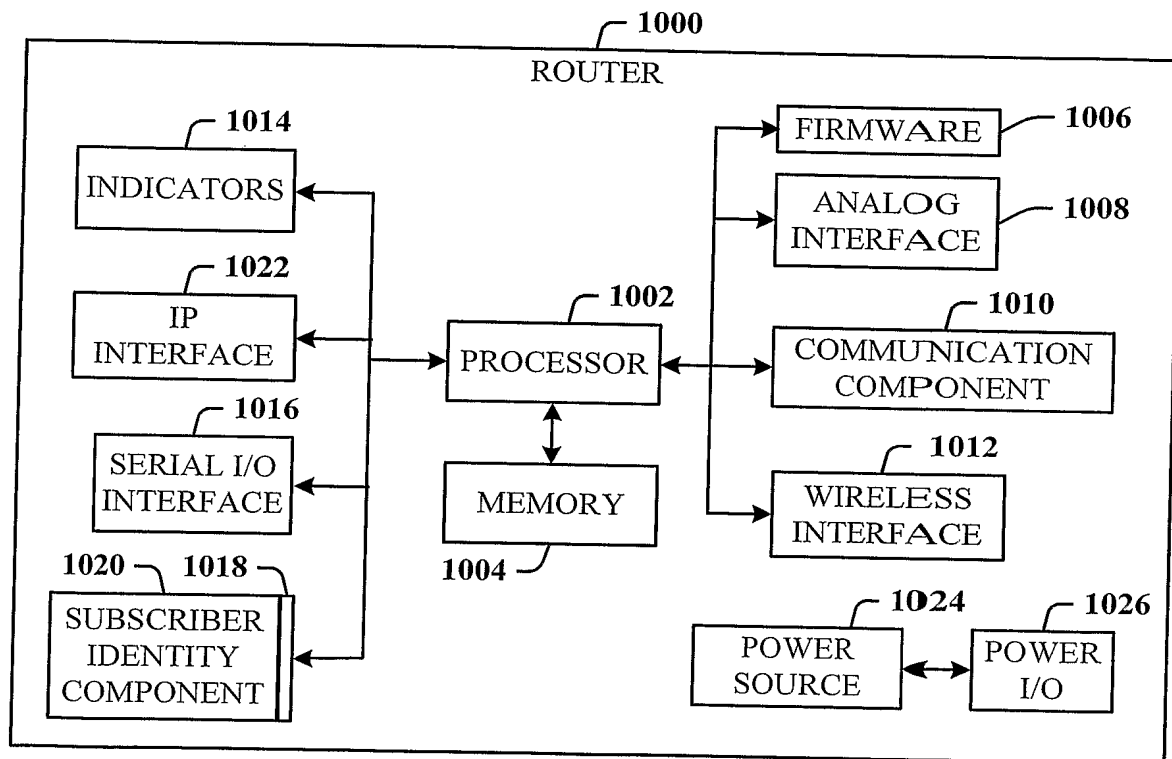 1000
ROUTER
1014
INDICATORS
1022
IP
INTERFACE
1016
SERIAL I/O
INTERFACE
1020
1018
SUBSCRIBER
IDENTITY
COMPONENT
1002
PROCESSOR
MEMORY
1004
FIRMWARE
1006
ANALOG
INTERFACE
1008
1010
COMMUNICATION
COMPONENT
1012
WIRELESS
INTERFACE
1024
POWER
SOURCE
1026
POWER
I/O